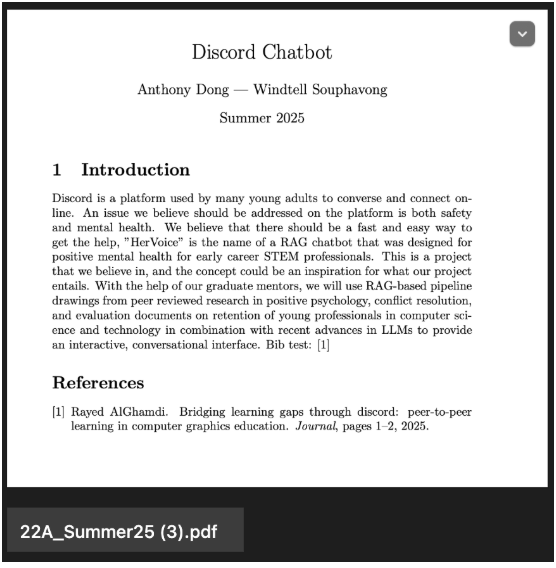 Discord Chatbot
Anthony Dong — Windtell Souphavong
Summer 2025
1 Introduction
Discord is a platform used by many young adults to converse and connect on-
line. An issue we believe should be addressed on the platform is both safety
and mental health. We believe that there should be a fast and easy way to
get the help, "HerVoice" is the name of a RAG chatbot that was designed for
positive mental health for early career STEM professionals. This is a project
that we believe in, and the concept could be an inspiration for what our project
entails. With the help of our graduate mentors, we will use RAG-based pipeline
drawings from peer reviewed research in positive psychology, conflict resolution,
and evaluation documents on retention of young professionals in computer sci-
ence and technology in combination with recent advances in LLMs to provide
an interactive, conversational interface. Bib test: [1]
References
[1] Rayed AlGhamdi. Bridging learning gaps through discord: peer-to-peer
learning in computer graphics education. Journal, pages 1–2, 2025.
22A_Summer25 (3).pdf